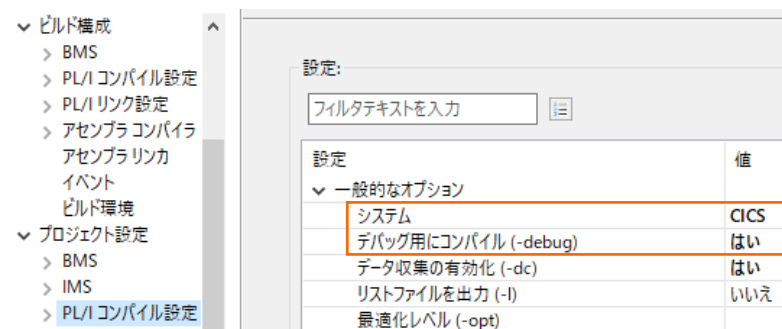 ビルド構成
BMS
PL/I コンパイル設定
PL/I リンク設定
アセンブラ コンパイラ
アセンブラ リンカ
イベント
ビルド環境
プロジェクト設定
BMS
IMS
PL/I コンパイル設定
設定:
フィルタテキストを入力
設定 値
一般的なオプション
システム CICS
デバッグ用にコンパイル (-debug) はい
データ収集の有効化 (-dc) はい
リストファイルを出力 (-l) いいえ
最適化レベル (-opt)